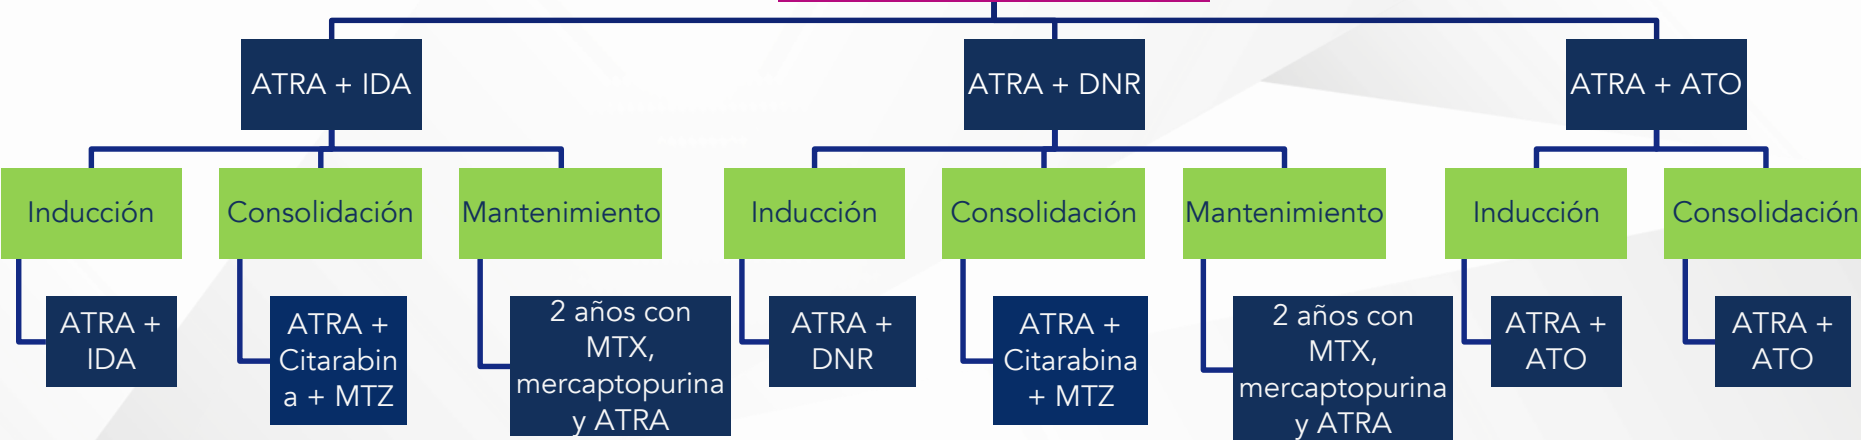 ATRA + IDA
ATRA + DNR
ATRA + ATO
Inducción
Consolidación
Mantenimiento
Inducción
Consolidación
Mantenimiento
Inducción
Consolidación
ATRA +
IDA
ATRA +
Citarabin
a + MTZ
2 años con
MTX,
mercaptopurina
y ATRA
ATRA +
DNR
ATRA +
Citarabina
+ MTZ
2 años con
MTX,
mercaptopurina
y ATRA
ATRA +
ATO
ATRA +
ATO